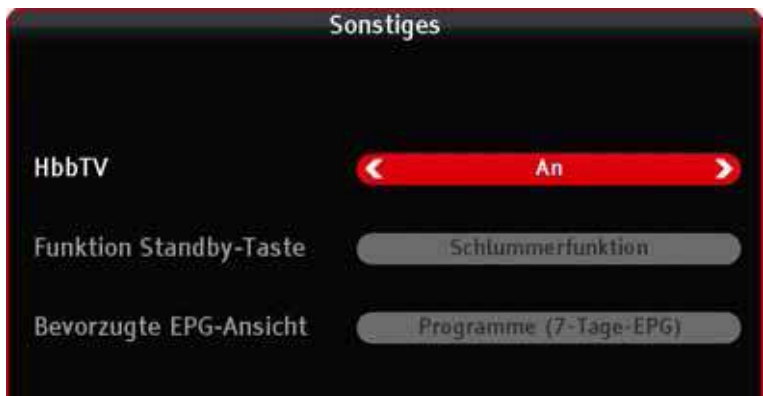 Sonstiges
HbbTV An
Funktion Standby-Taste Schlummerfunktion
Bevorzugte EPG-Ansicht Programme (7-Tage-EPG)